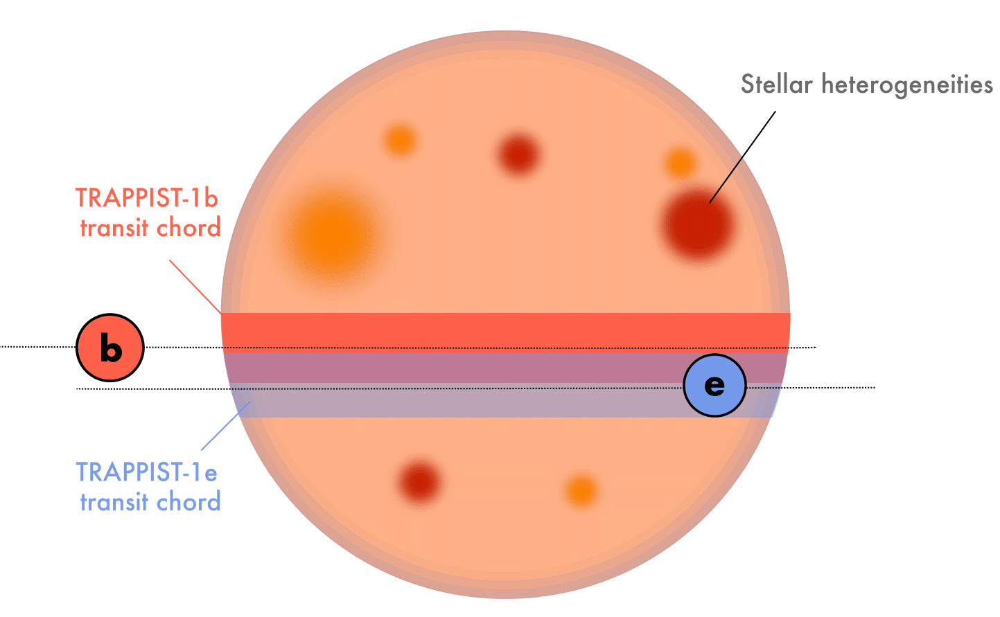 Stellar heterogeneities
TRAPPIST-1b
transit chord
b
e
TRAPPIST-1e
transit chord